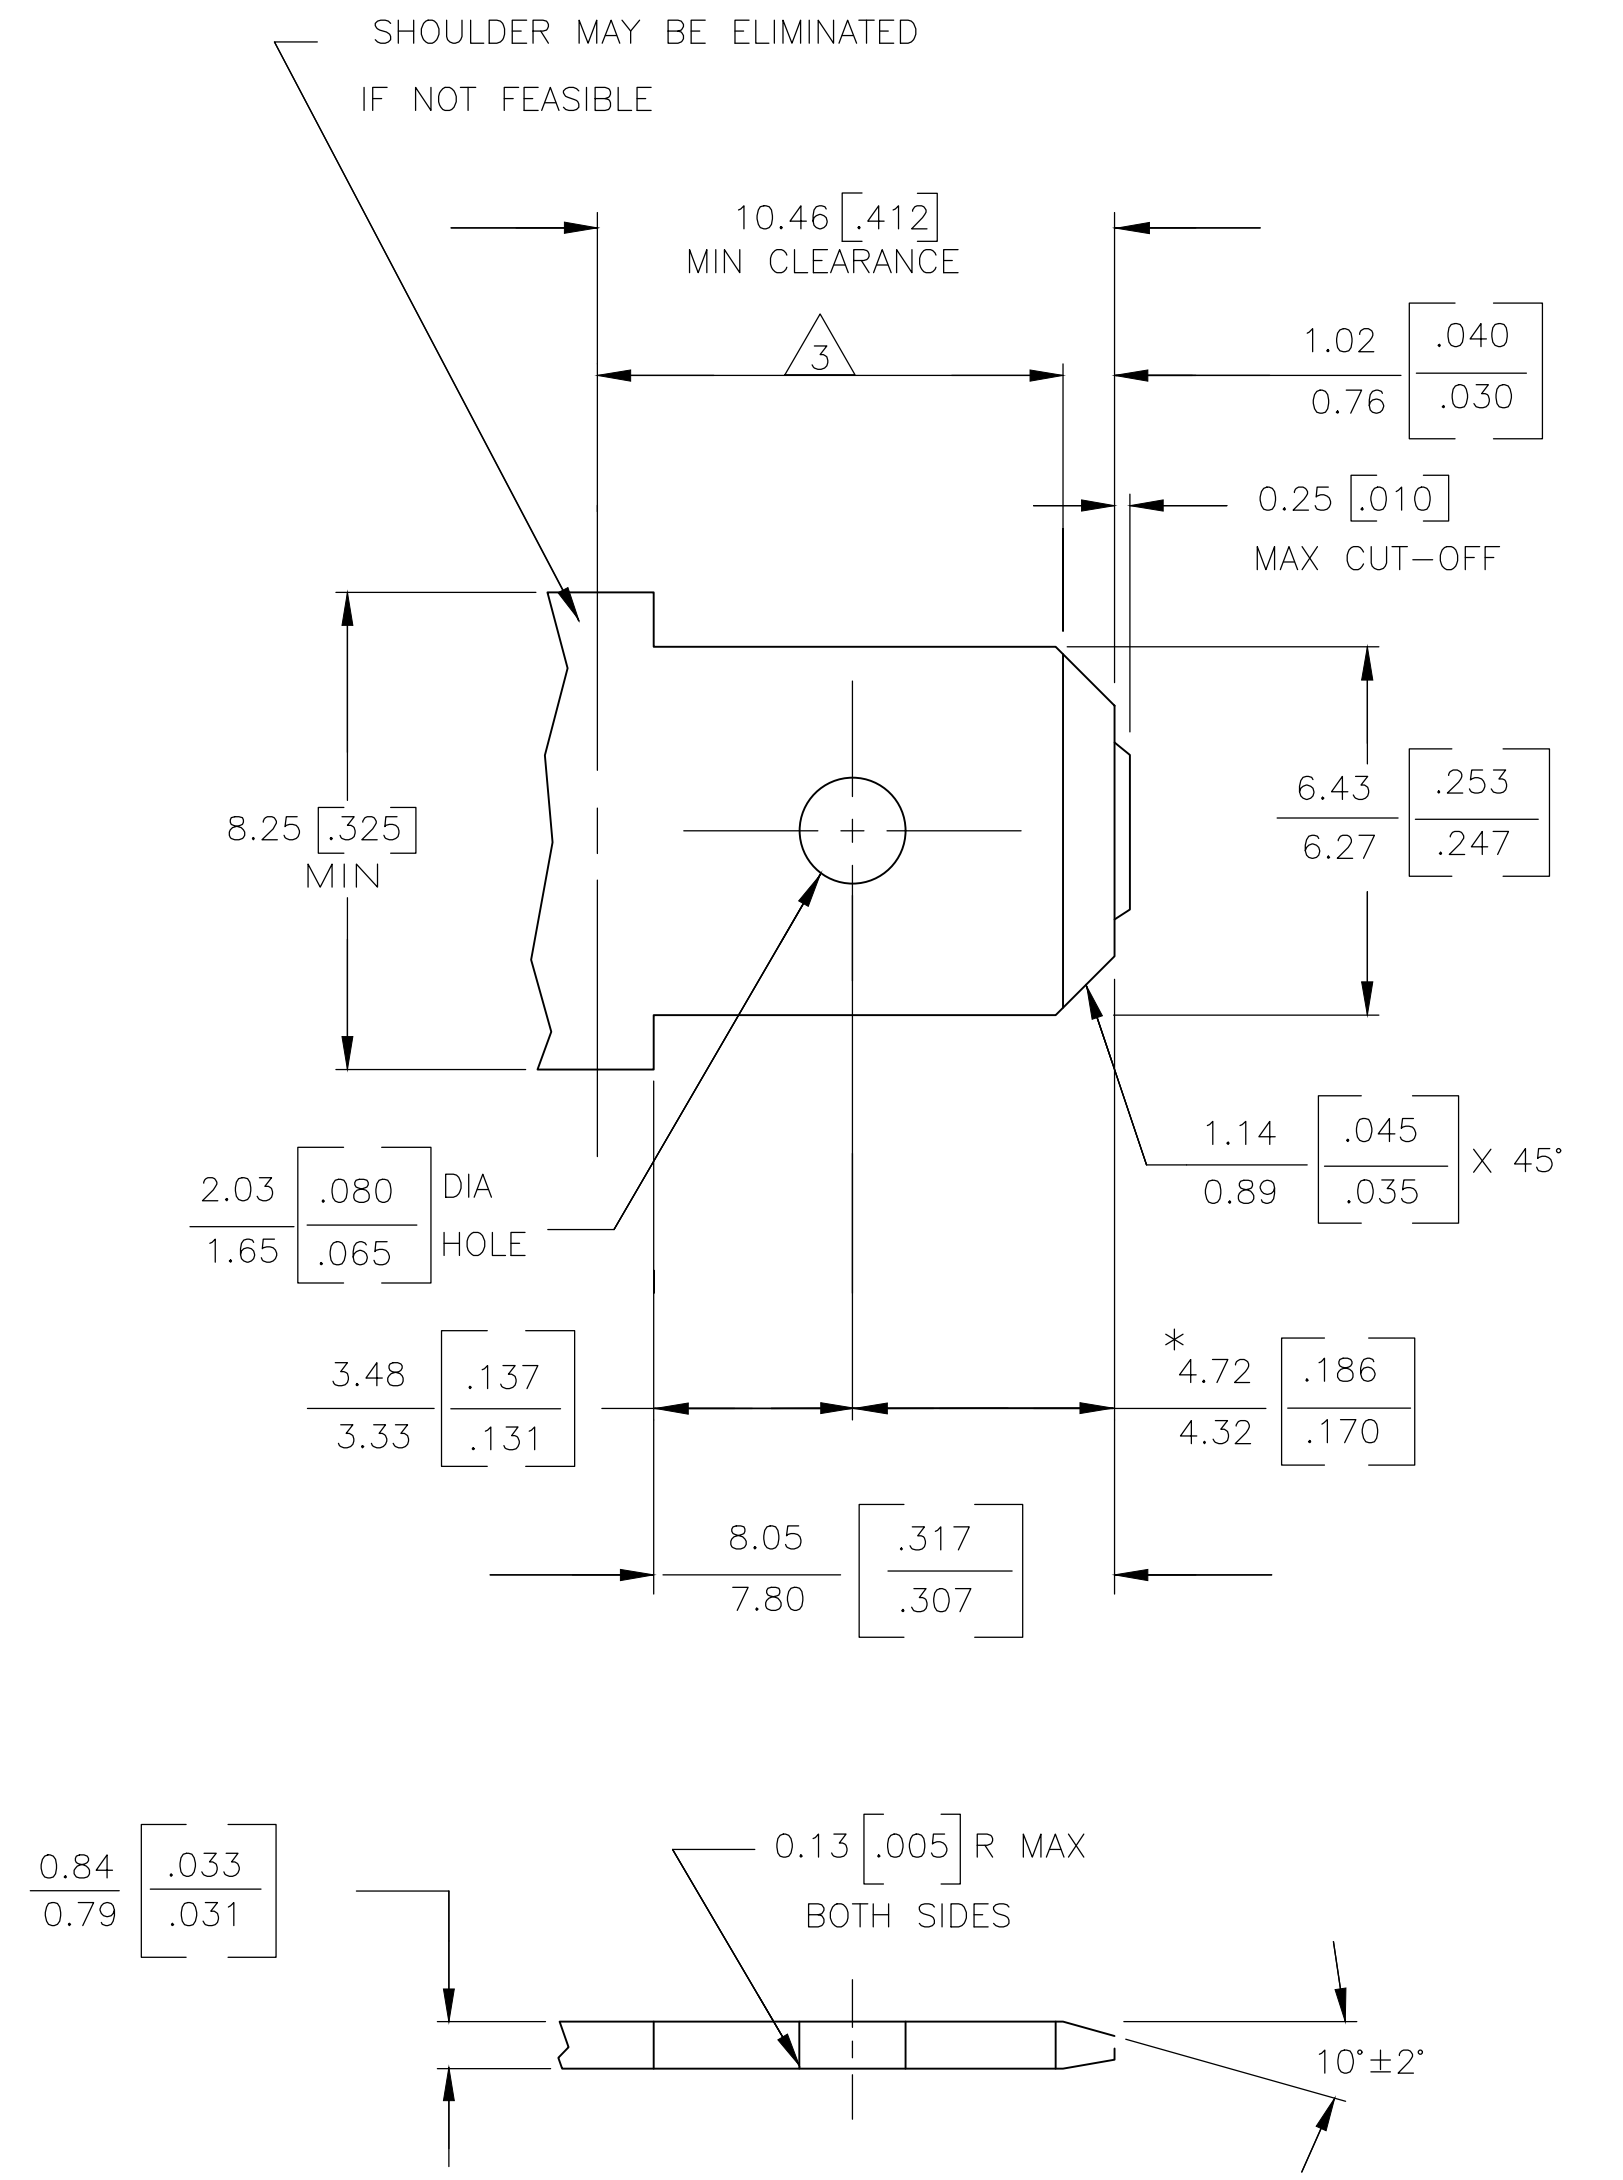 SHOULDER MAY BE ELIMINATED
IF NOT FEASIBLE
10.46 [.412]
MIN CLEARANCE
3
1.02 .040
0.76 .030
0.25 [.010]
MAX CUT-OFF
6.43 .253
6.27 .247
8.25 [.325]
MIN
1.14 .045
0.89 .035
X 45°
2.03 .080 DIA
1.65 .065 HOLE
3.48 .137
3.33 .131
*
4.72 .186
4.32 .170
8.05 .317
7.80 .307
0.84 .033
0.79 .031
0.13 [.005] R MAX
BOTH SIDES
10°±2°